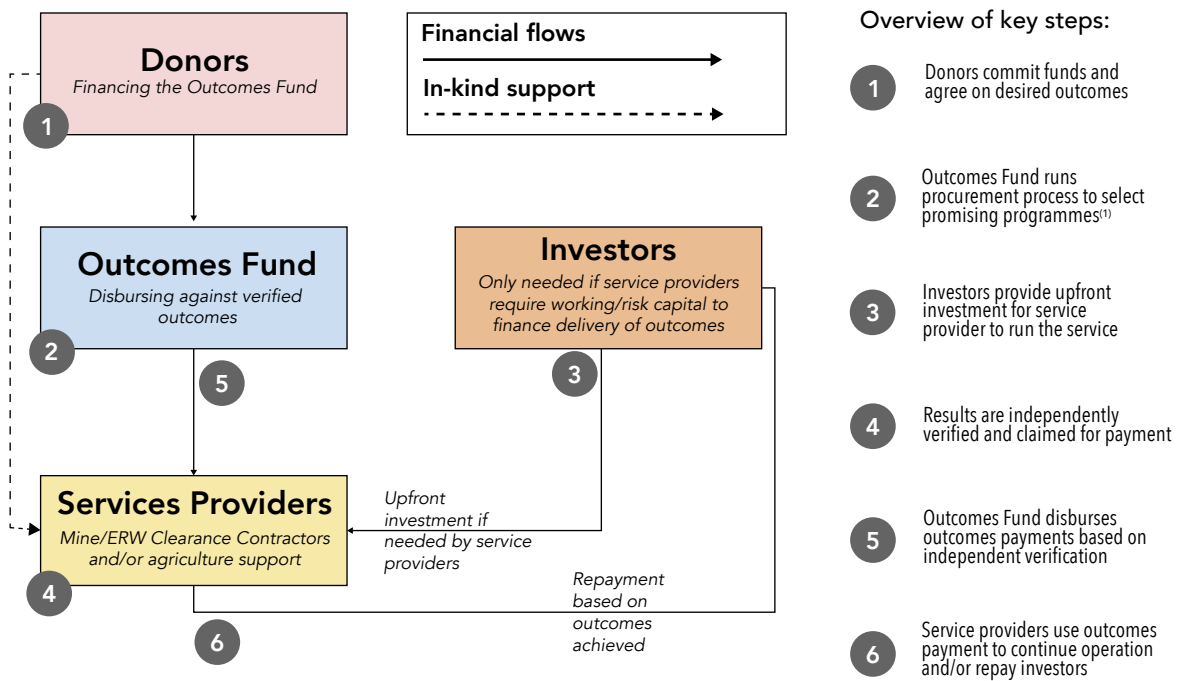 Donors
Financing the Outcomes Fund
1
Financial flows
In-kind support
Outcomes Fund
Disbursing against verified
outcomes
2
5
Investors
Only needed if service providers
require working/risk capital to
finance delivery of outcomes
3
Services Providers
Mine/ERW Clearance Contractors
and/or agriculture support
4
Upfront
investment if
needed by service
providers
6
Repayment
based on
outcomes
achieved
Overview of key steps:
1
Donors commit funds and
agree on desired outcomes
2
Outcomes Fund runs
procurement process to select
promising programmes(1)
3
Investors provide upfront
investment for service
provider to run the service
4
Results are independently
verified and claimed for payment
5
Outcomes Fund disburses
outcomes payments based on
independent verification
6
Service providers use outcomes
payment to continue operation
and/or repay investors